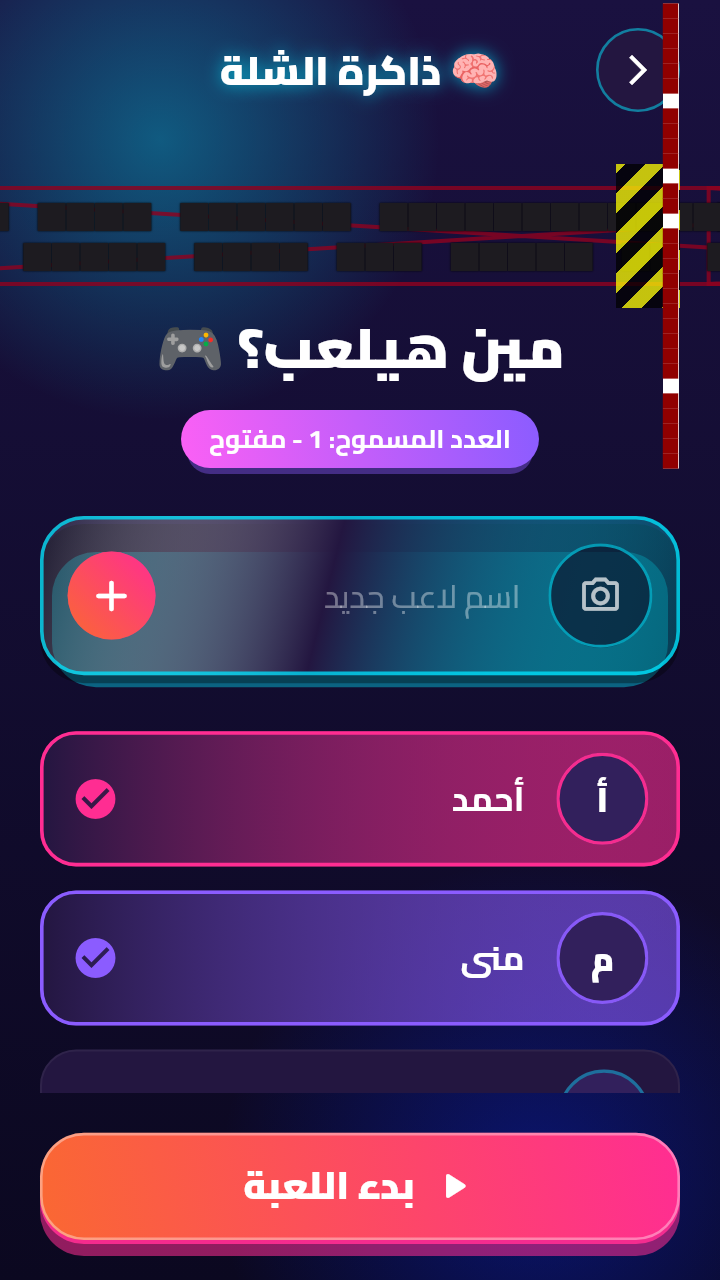 ذاكرة الشلة 🧠
مين هيلعب؟ 🎮
العدد المسموح: 1 - مفتوح
اسم لاعب جديد
أ
أحمد
م
منى
بدء اللعبة